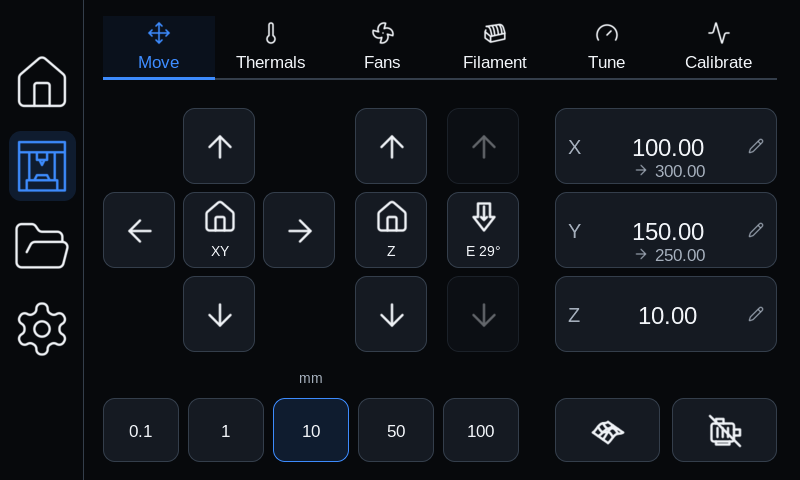 Move
Thermals
Fans
Filament
Tune
Calibrate
X 100.00
→ 300.00
XY
Z
E 29°
Y 150.00
→ 250.00
Z 10.00
mm
0.1
1
10
50
100